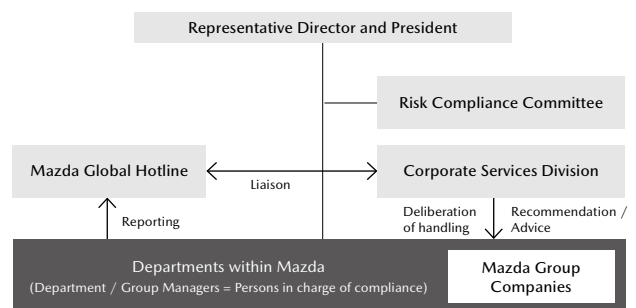 Representative Director and President
Risk Compliance Committee
Mazda Global Hotline
Liaison
Corporate Services Division
Reporting
Deliberation
of handling
Recommendation /
Advice
Departments within Mazda
(Department / Group Managers = Persons in charge of compliance)
Mazda Group
Companies